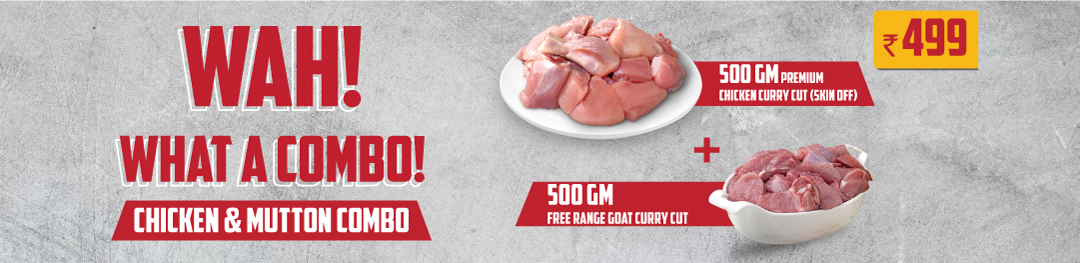 WAH!
WHAT A COMBO!
CHICKEN & MUTTON COMBO
₹499
500 GM PREMIUM
CHICKEN CURRY CUT (SKIN OFF)
+
500 GM
FREE RANGE GOAT CURRY CUT